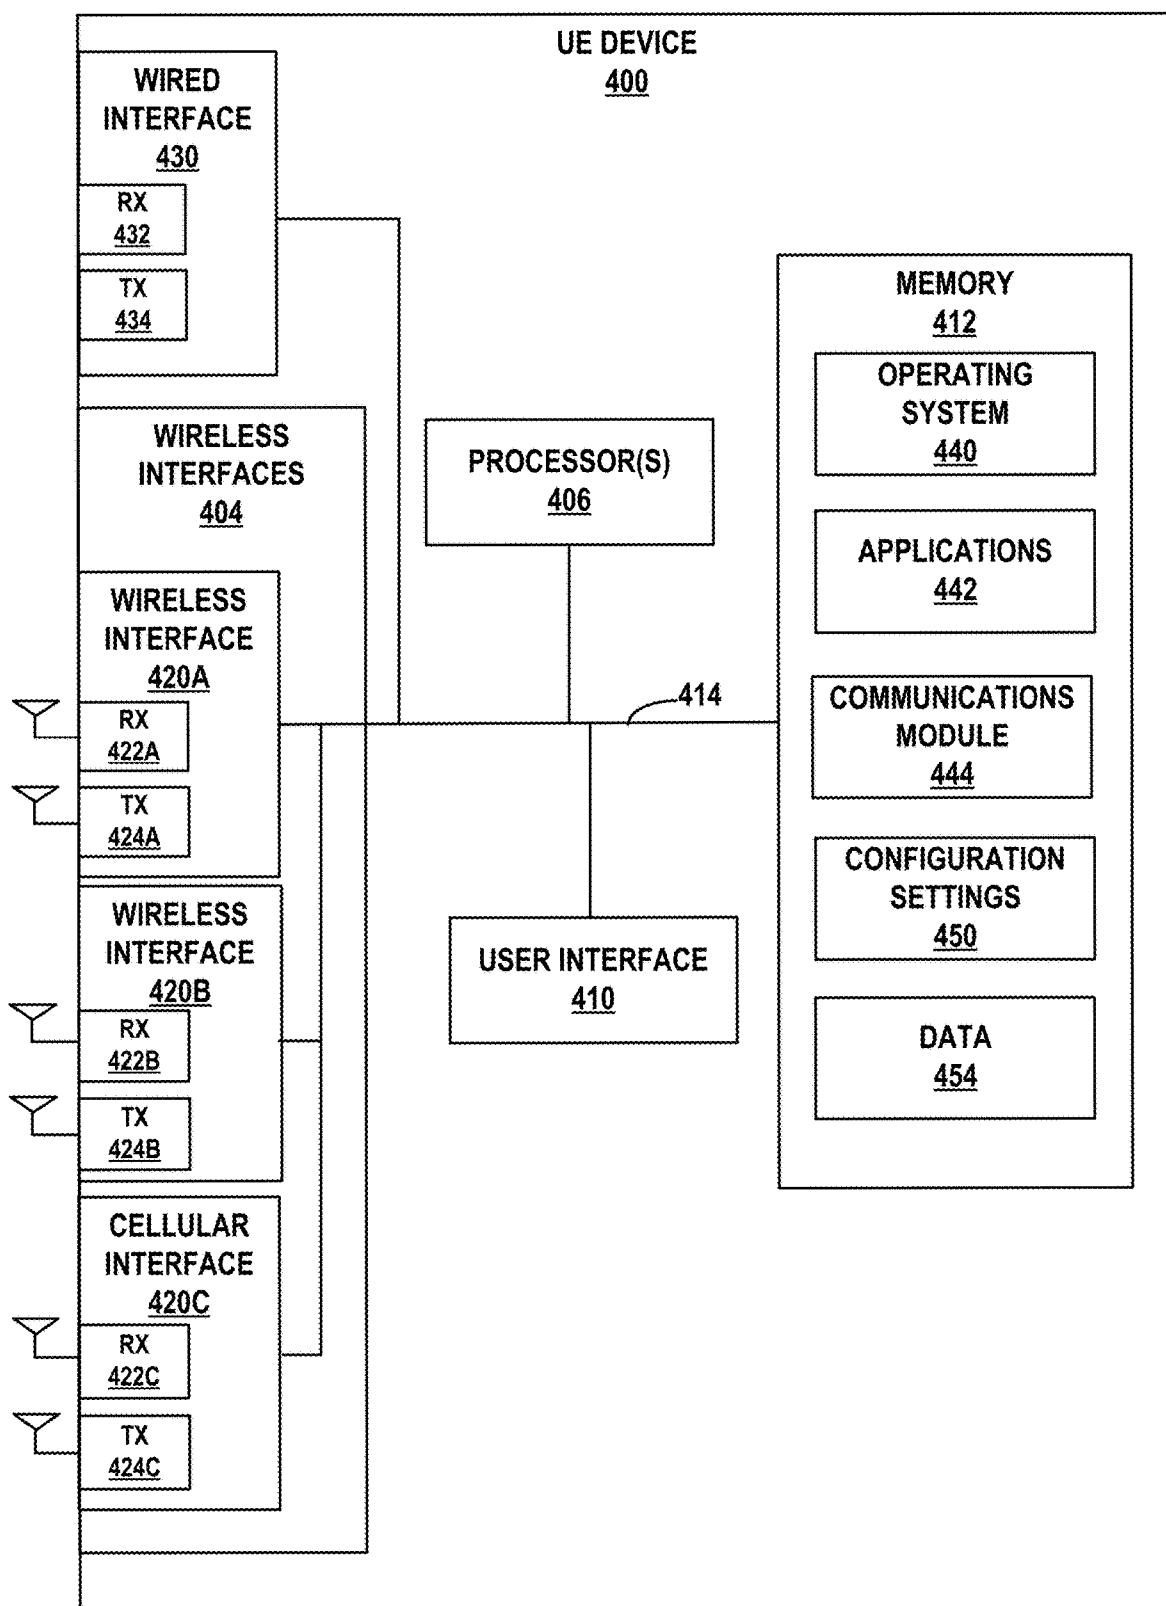 UE DEVICE
400
WIRED
INTERFACE
430
RX
432
TX
434
WIRELESS
INTERFACES
404
WIRELESS
INTERFACE
420A
RX
422A
TX
424A
WIRELESS
INTERFACE
420B
RX
422B
TX
424B
CELLULAR
INTERFACE
420C
RX
422C
TX
424C
PROCESSOR(S)
406
414
USER INTERFACE
410
MEMORY
412
OPERATING
SYSTEM
440
APPLICATIONS
442
COMMUNICATIONS
MODULE
444
CONFIGURATION
SETTINGS
450
DATA
454